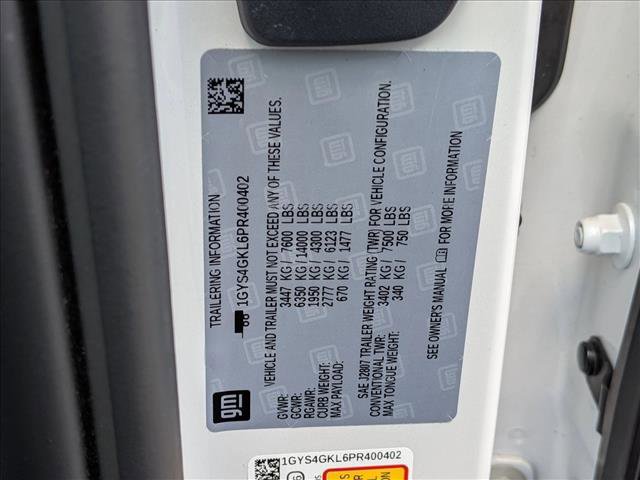 TRAILERING INFORMATION
1GYS4GKL6PR400402
VEHICLE AND TRAILER MUST NOT EXCEED ANY OF THESE VALUES.
GVWR: 3447 KG/ 7600 LBS
GCWR: 6350 KG/ 14000 LBS
RGAWR: 1950 KG/ 4300 LBS
CURB WEIGHT: 2777 KG/ 6123 LBS
MAX PAYLOAD: 670 KG/ 1477 LBS
SAE J2807 TRAILER WEIGHT RATING (TWR) FOR VEHICLE CONFIGURATION.
CONVENTIONAL TWR: 3402 KG/ 7500 LBS
MAX TONGUE WEIGHT: 340 KG/ 750 LBS
SEE OWNER'S MANUAL FOR MORE INFORMATION
gm
1GYS4GKL6PR400402